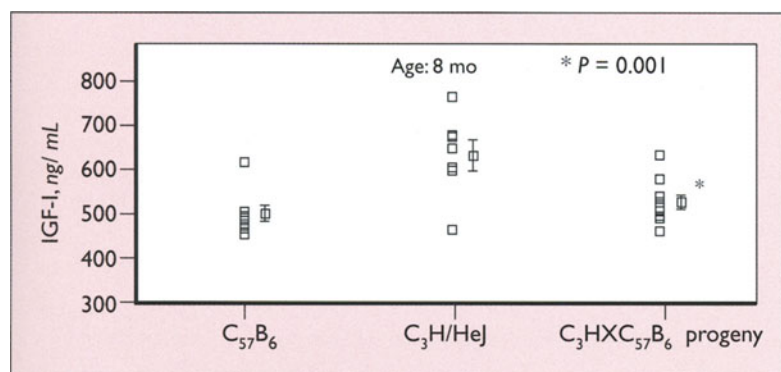 Age: 8 mo
* P = 0.001
IGF-I, ng/ mL
800
700
600
500
400
300
*
C57B6
C3H/HeJ
C3HXC57B6 progeny